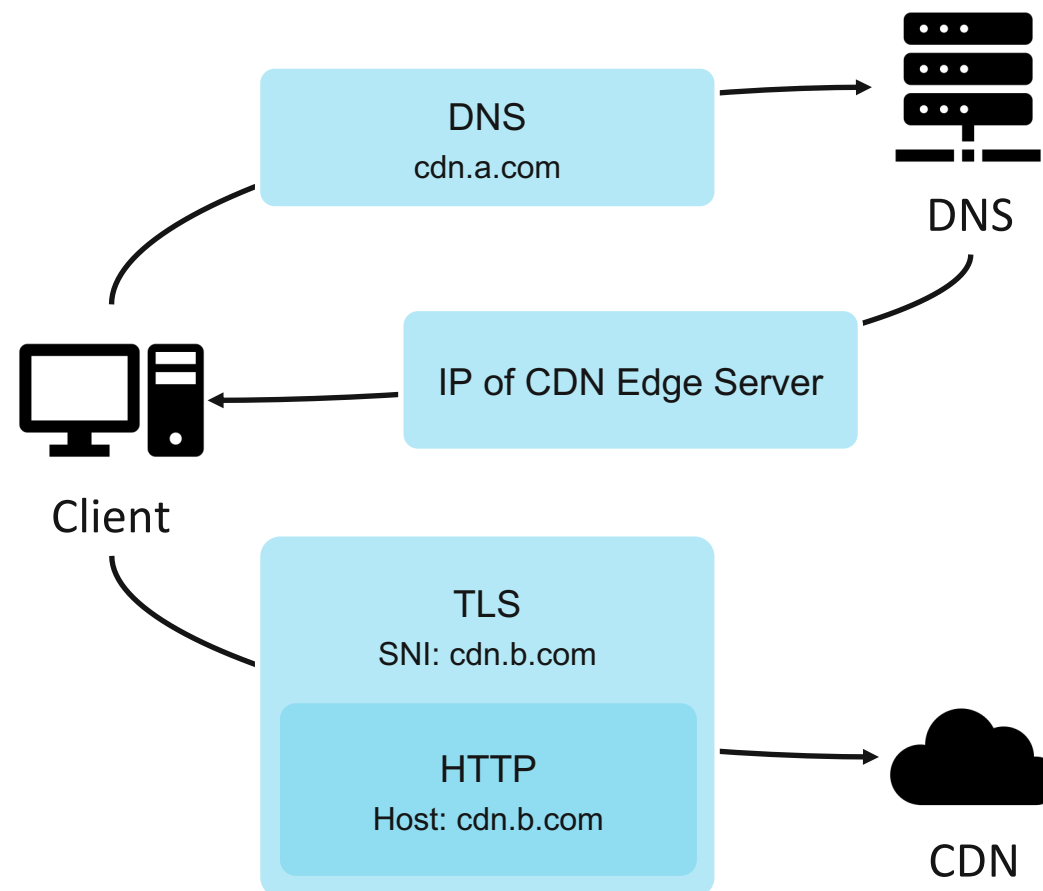 DNS
cdn.a.com
DNS
IP of CDN Edge Server
Client
TLS
SNI: cdn.b.com
HTTP
Host: cdn.b.com
CDN